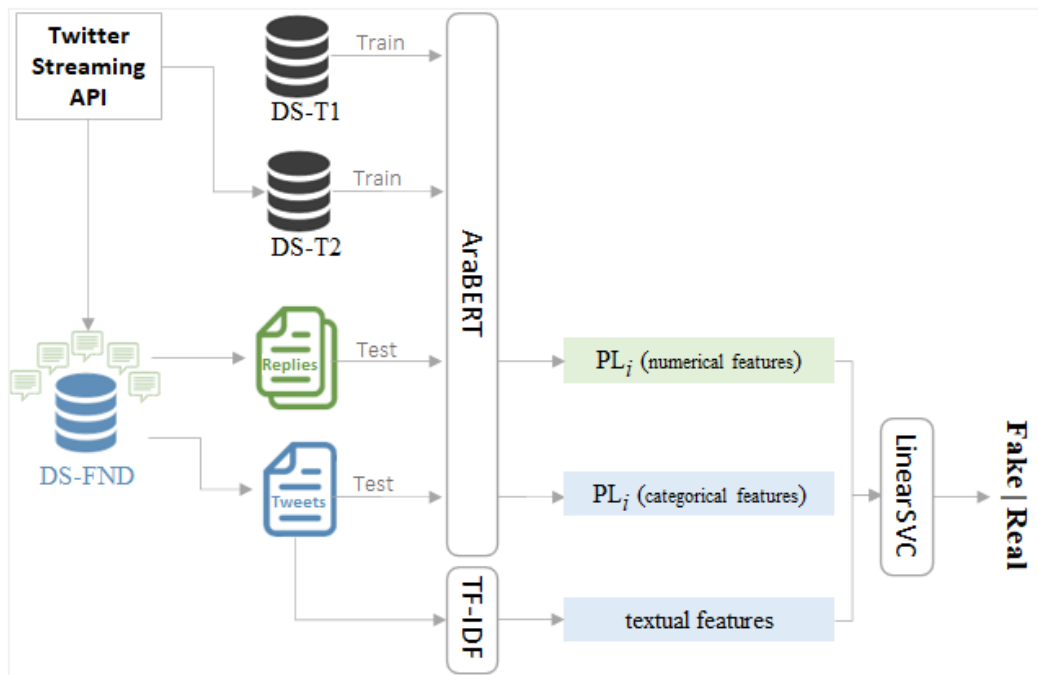 Twitter
Streaming
API
Train
DS-T1
Train
DS-T2
AraBERT
Replies
Test
PLi (numerical features)
DS-FND
Tweets
Test
PLi (categorical features)
LinearSVC
Fake | Real
TF-IDF
textual features